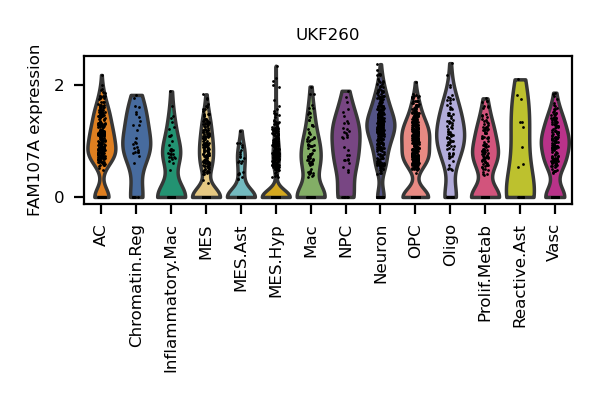 UKF260
FAM107A expression
2
0
AC
Chromatin.Reg
Inflammatory.Mac
MES
MES.Ast
MES.Hyp
Mac
NPC
Neuron
OPC
Oligo
Prolif.Metab
Reactive.Ast
Vasc